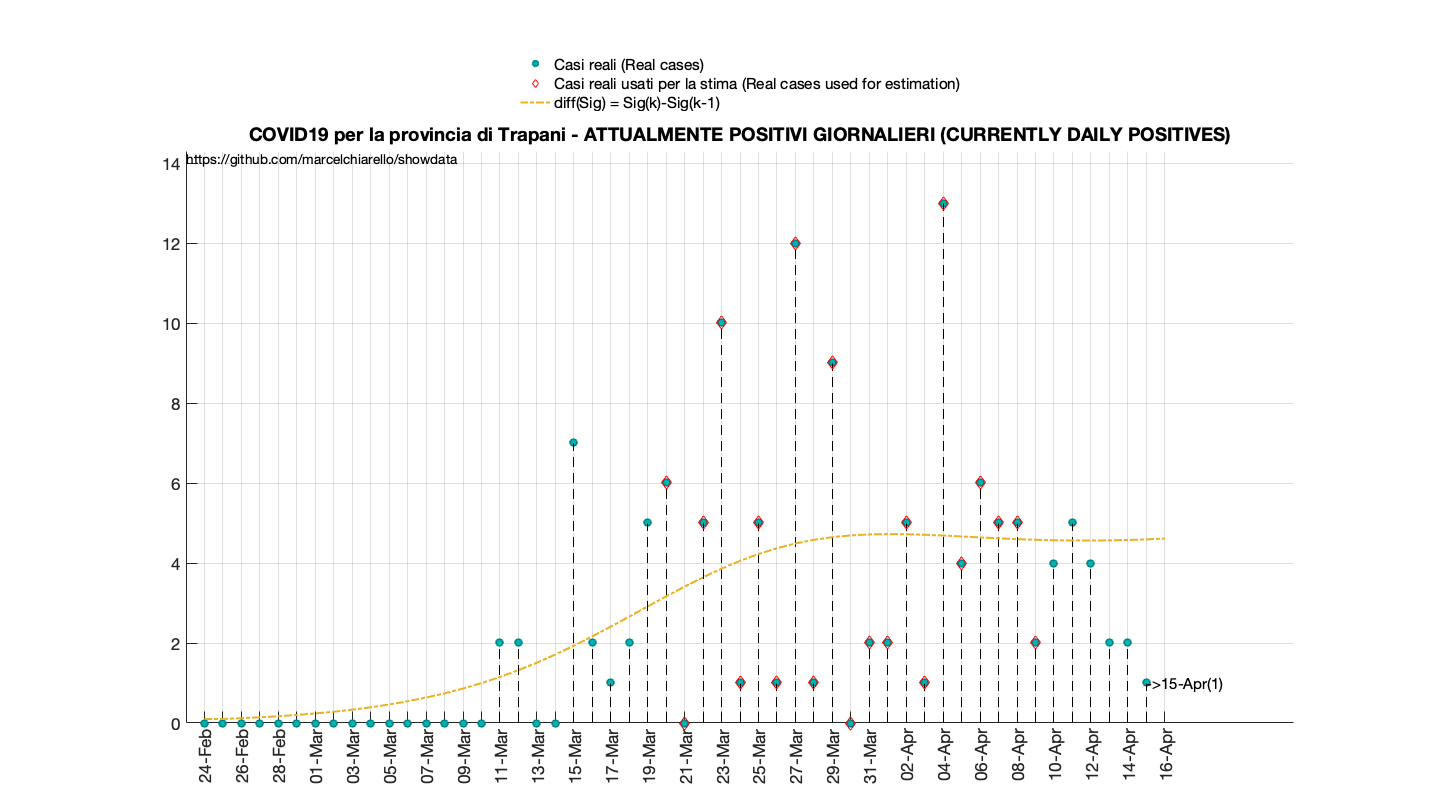 Casi reali (Real cases)
Casi reali usati per la stima (Real cases used for estimation)
diff(Sig) = Sig(k)-Sig(k-1)
COVID19 per la provincia di Trapani - ATTUALMENTE POSITIVI GIORNALIERI (CURRENTLY DAILY POSITIVES)
https://github.com/marcelchiarello/showdata
14
12
10
8
6
4
2
0
->15-Apr(1)
24-Feb
26-Feb
28-Feb
01-Mar
03-Mar
05-Mar
07-Mar
09-Mar
11-Mar
13-Mar
15-Mar
17-Mar
19-Mar
21-Mar
23-Mar
25-Mar
27-Mar
29-Mar
31-Mar
02-Apr
04-Apr
06-Apr
08-Apr
10-Apr
12-Apr
14-Apr
16-Apr